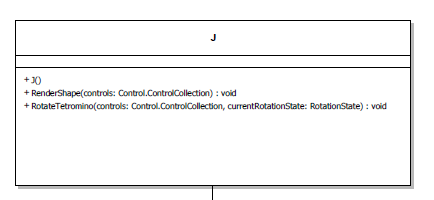 J
+ J()
+ RenderShape(controls: Control.ControlCollection) : void
+ RotateTetromino(controls: Control.ControlCollection, currentRotationState: RotationState) : void